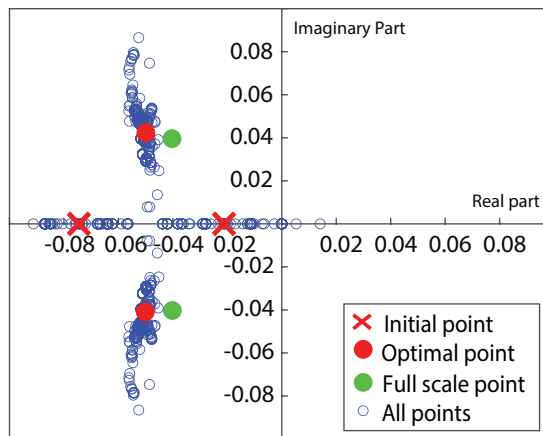 Imaginary Part
0.08
0.06
0.04
0.02
Real part
-0.08 0.06 -0.04 0.02 0.02 0.04 0.06 0.08
-0.02
-0.04
-0.06
-0.08
Initial point
Optimal point
Full scale point
All points